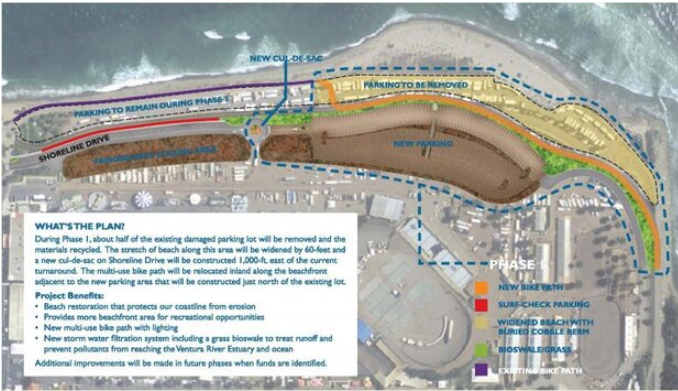 NEW CUL-DE-SAC
PARKING TO BE REMOVED
PARKING TO REMAIN DURING PHASE 1
SHORELINE DRIVE
NEW PARKING
WHAT'S THE PLAN?
During Phase 1, about half of the existing damaged parking lot will be removed and the
materials recycled. The stretch of beach along this area will be widened by 60-feet and
a new cul-de-sac on Shoreline Drive will be constructed 1,000-ft. east of the current
turnaround. The multi-use bike path will be relocated inland along the beachfront
adjacent to the new parking area that will be constructed just north of the existing lot.
Project Benefits:
• Beach restoration that protects our coastline from erosion
• Provides more beachfront area for recreational opportunities
• New multi-use bike path with lighting
• New storm water filtration system including a grass bioswale to treat runoff and
prevent pollutants from reaching the Ventura River Estuary and ocean
Additional improvements will be made in future phases when funds are identified.
PHASE 1
NEW BIKE PATH
SURF-CHECK PARKING
WIDENED BEACH WITH
BURIED COBALE BERM
BIOSWALE/GRASS
EXISTING BIKE PATH